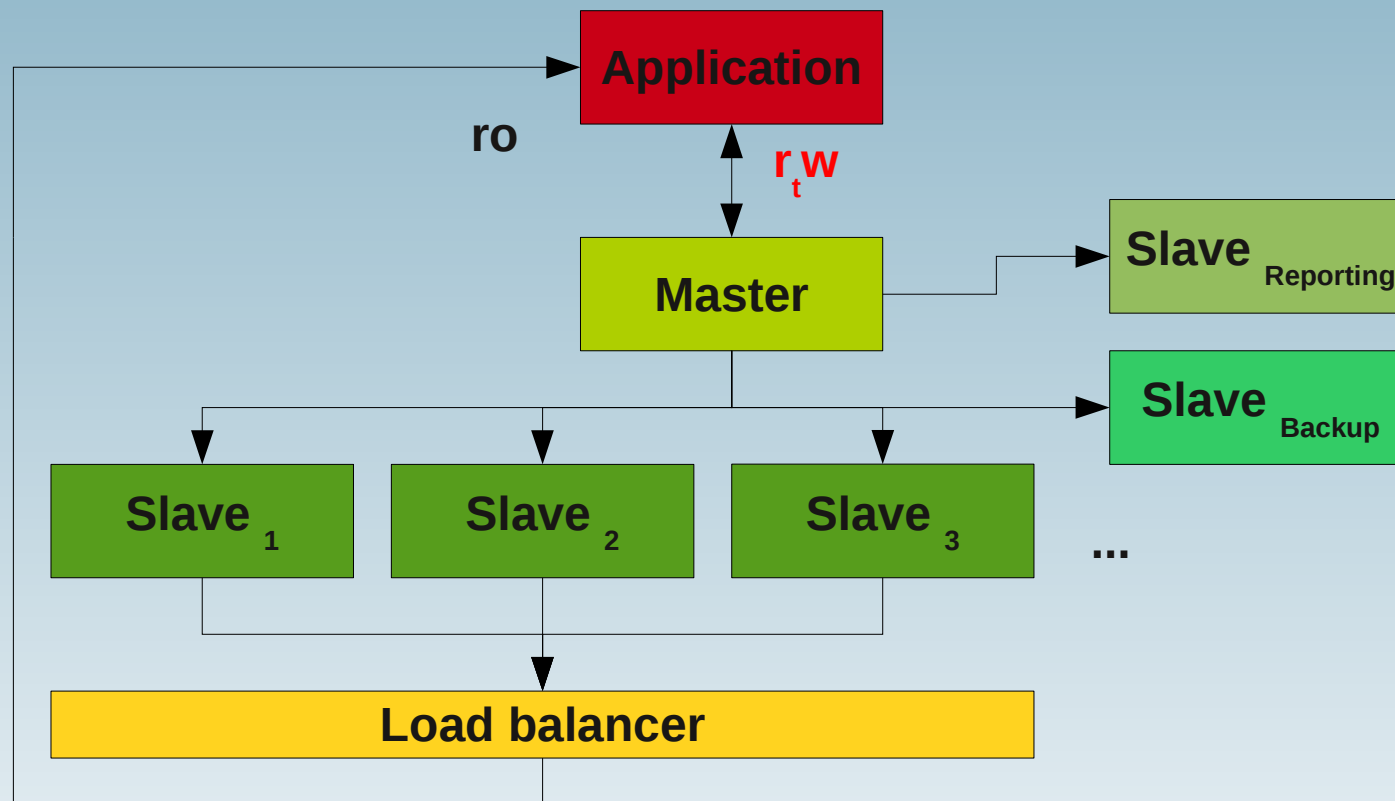 Application
ro
rtw
Master
Slave Reporting
Slave Backup
Slave 1
Slave 2
Slave 3
...
Load balancer